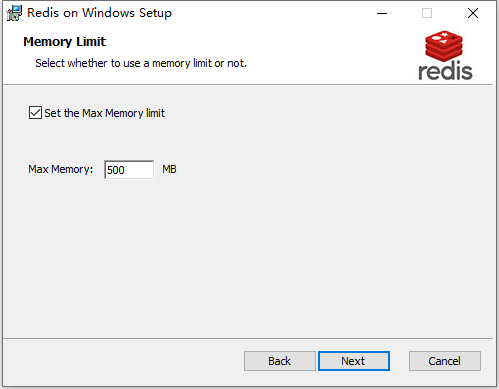 Redis on Windows Setup
Memory Limit
Select whether to use a memory limit or not.
redis
Set the Max Memory limit
Max Memory: 500 MB
Back Next Cancel